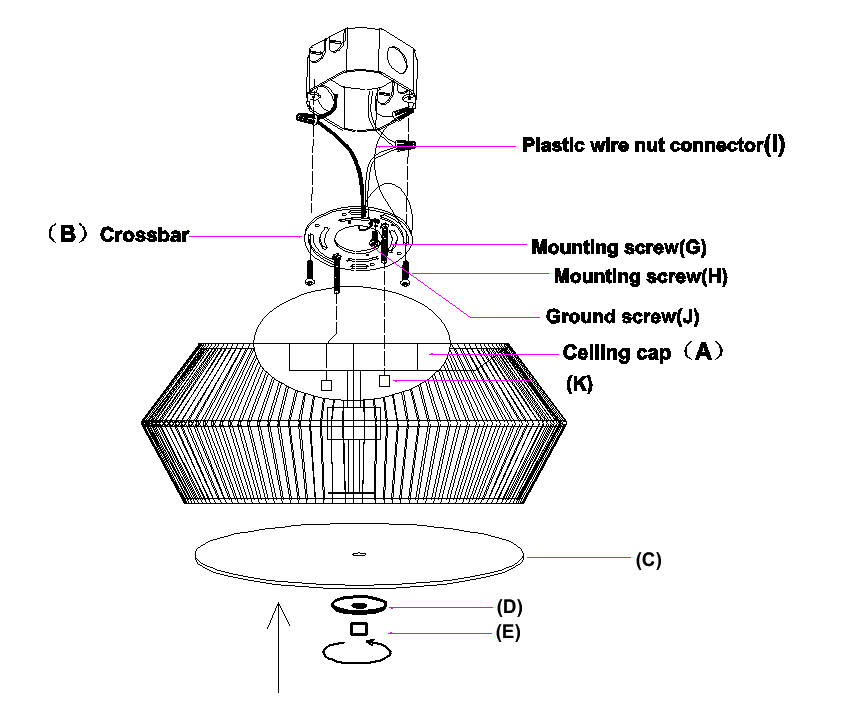 Plastic wire nut connector(I)
（B）Crossbar
Mounting screw(G)
Mounting screw(H)
Ground screw(J)
Ceiling cap（A）
(K)
(C)
(D)
(E)